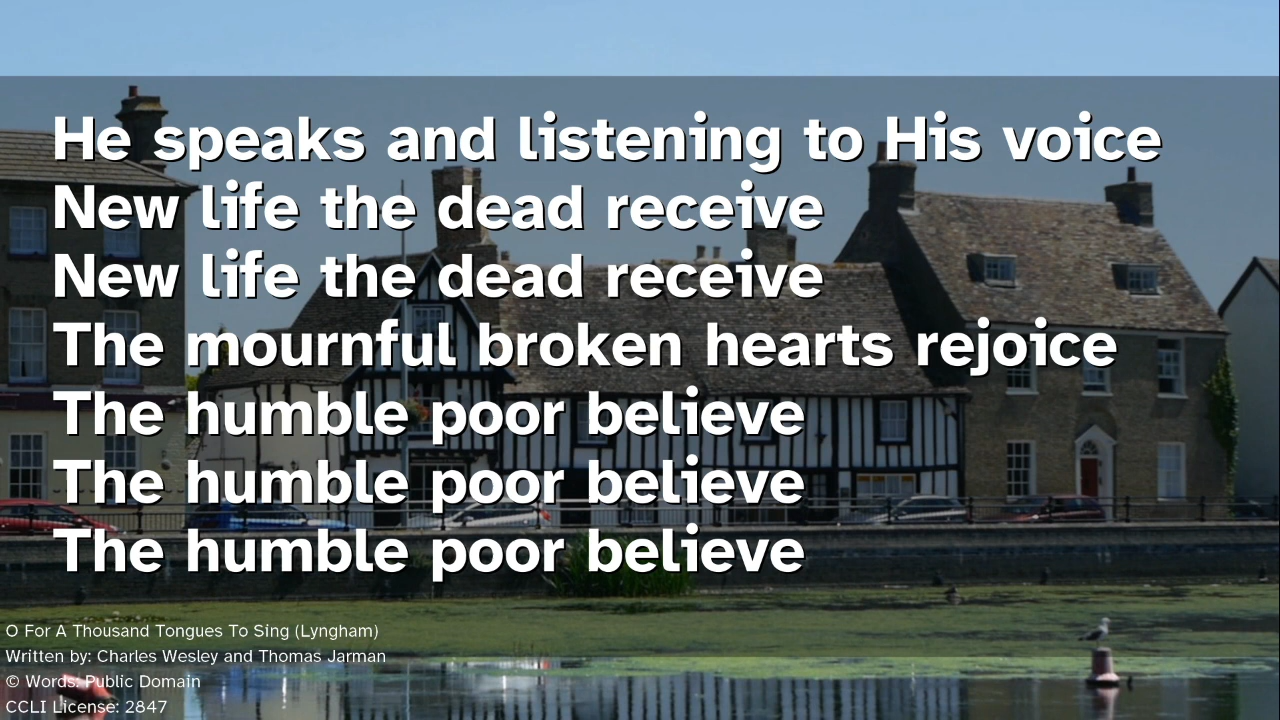 He speaks and listening to His voice
New life the dead receive
New life the dead receive
The mournful broken hearts rejoice
The humble poor believe
The humble poor believe
The humble poor believe
O For A Thousand Tongues To Sing (Lyngham)
Written by: Charles Wesley and Thomas Jarman
© Words: Public Domain
CCLI License: 2847